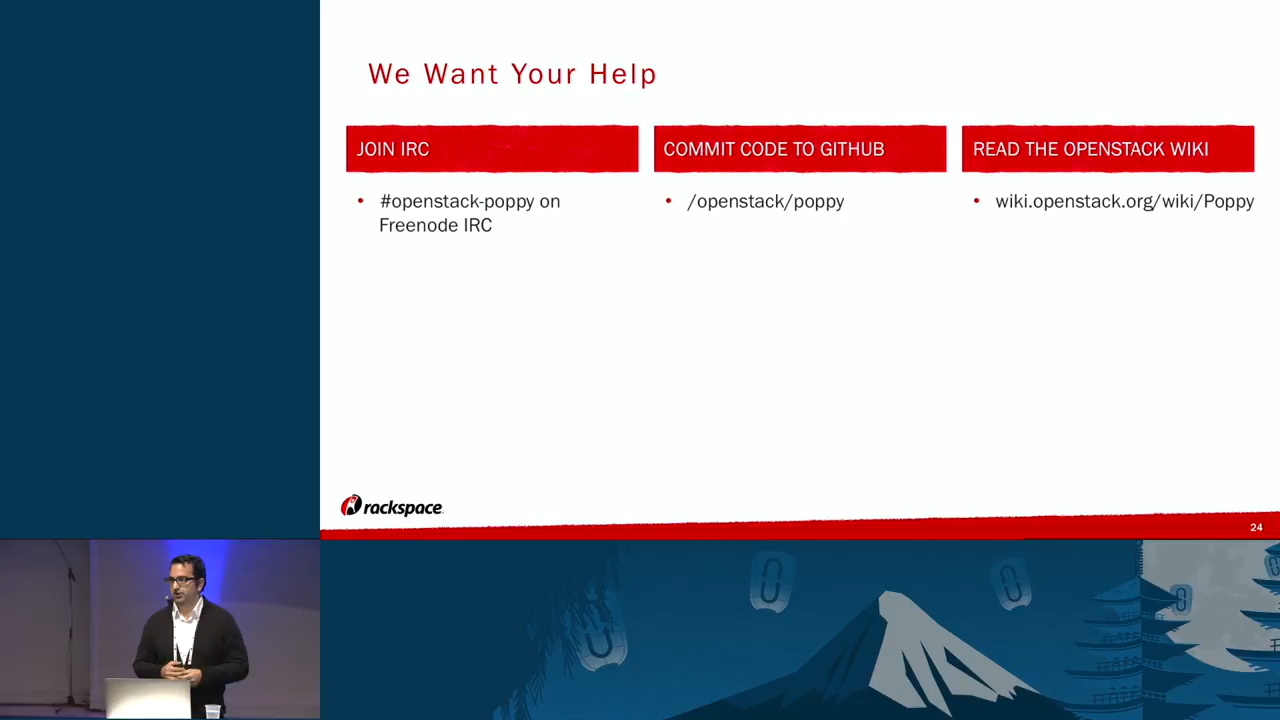 We Want Your Help
JOIN IRC
• #openstack-poppy on
Freenode IRC
COMMIT CODE TO GITHUB
• /openstack/poppy
READ THE OPENSTACK WIKI
• wiki.openstack.org/wiki/Poppy
rackspace
24